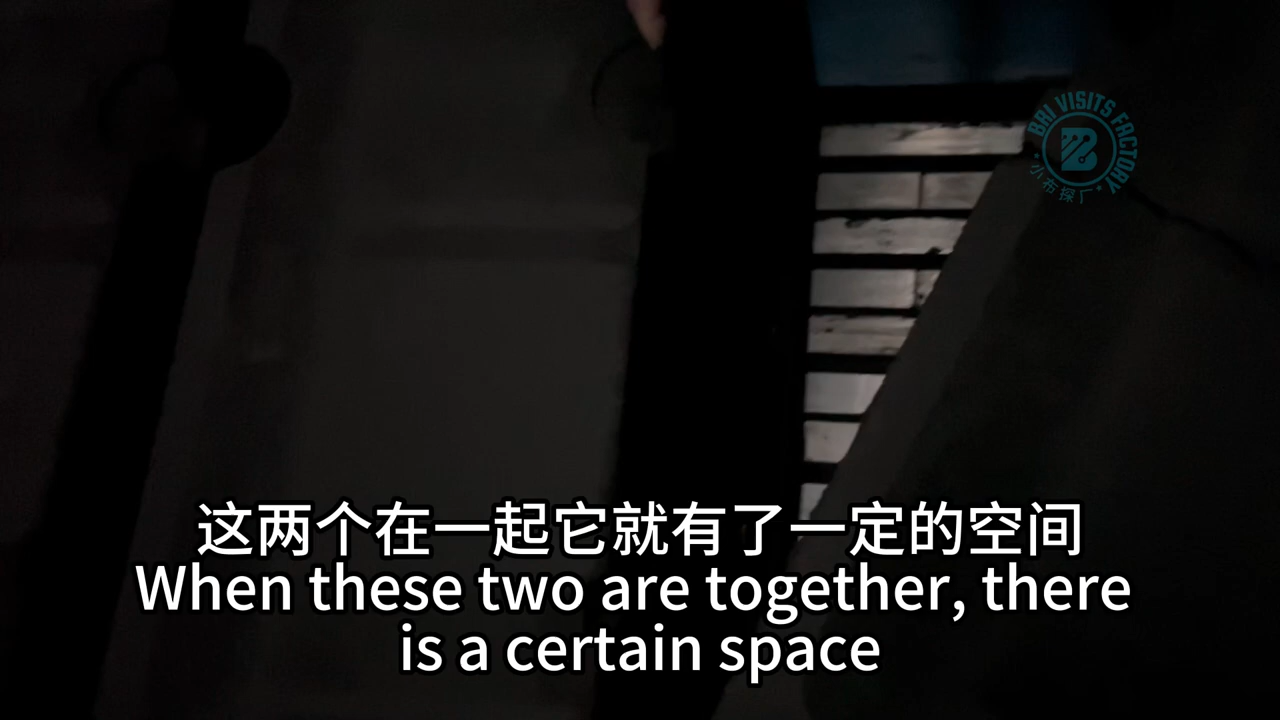 BAI VISITS FACTORY
小布探厂
这两个在一起它就有了一定的空间
When these two are together, there
is a certain space